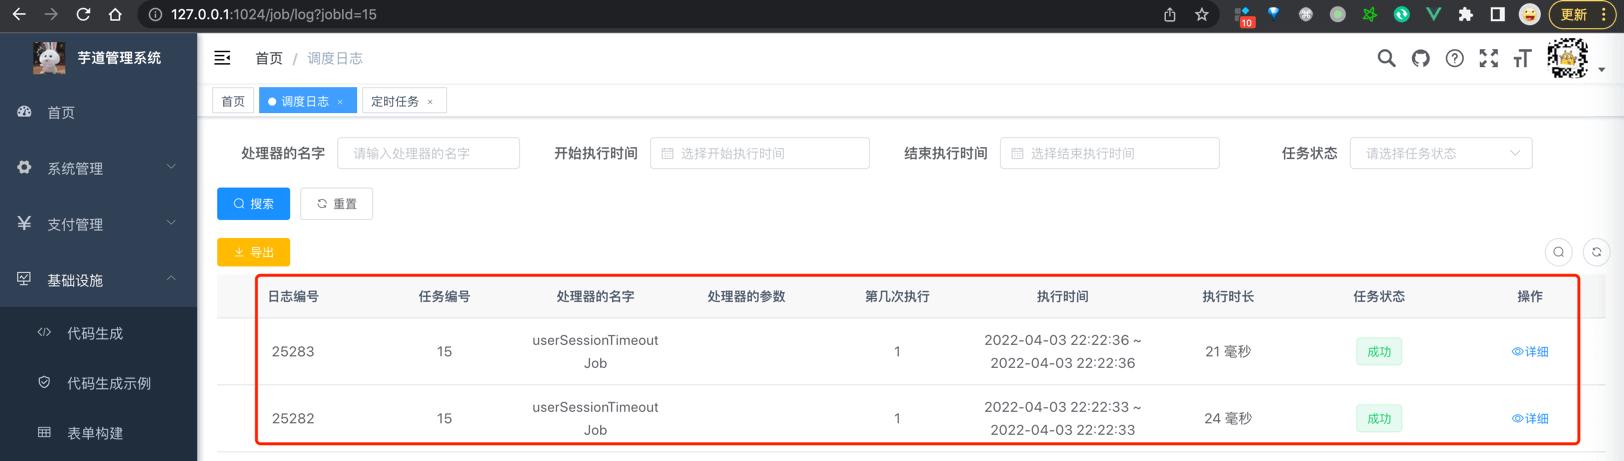 127.0.0.1:1024/job/log?jobId=15
10
更新
芋道管理系统
首页 / 调度日志
首页
调度日志 ×
定时任务 ×
首页
系统管理
支付管理
基础设施
代码生成
代码生成示例
表单构建
处理器的名字 请输入处理器的名字 开始执行时间 选择开始执行时间 结束执行时间 选择结束执行时间 任务状态 请选择任务状态
搜索 重置
导出
日志编号 任务编号 处理器的名字 处理器的参数 第几次执行 执行时间 执行时长 任务状态 操作
25283 15 userSessionTimeout Job 1 2022-04-03 22:22:36 ~ 2022-04-03 22:22:36 21 毫秒 成功 详细
25282 15 userSessionTimeout Job 1 2022-04-03 22:22:33 ~ 2022-04-03 22:22:33 24 毫秒 成功 详细